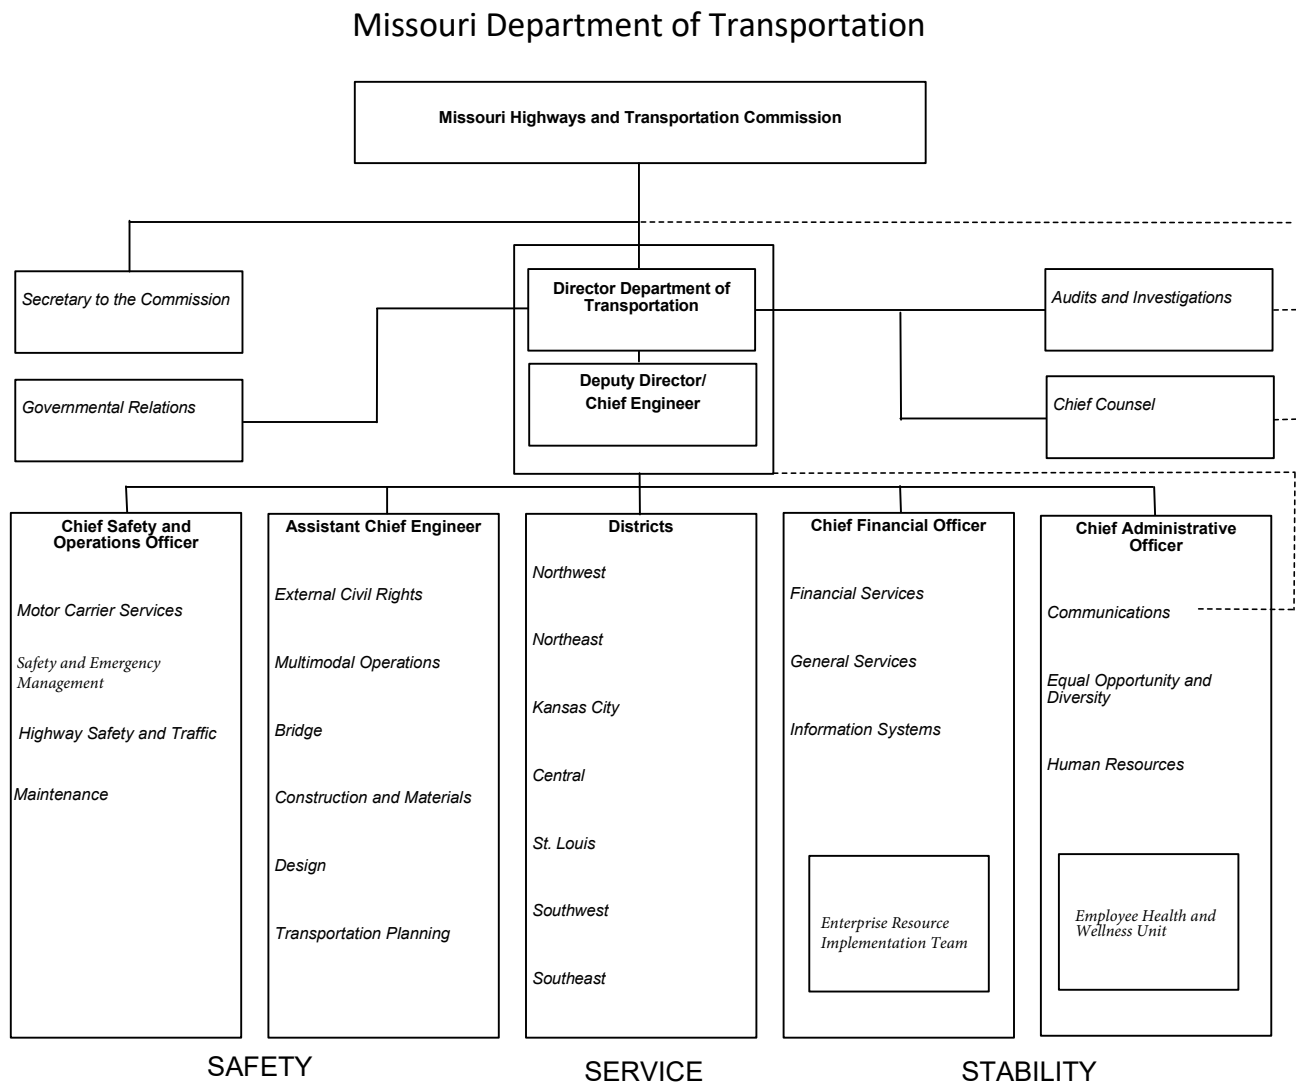 Missouri Department of Transportation
Missouri Highways and Transportation Commission
Secretary to the Commission
Director Department of
Transportation
Audits and Investigations
Governmental Relations
Deputy Director/
Chief Engineer
Chief Counsel
Chief Safety and
Operations Officer
Motor Carrier Services
Safety and Emergency
Management
Highway Safety and Traffic
Maintenance
Assistant Chief Engineer
External Civil Rights
Multimodal Operations
Bridge
Construction and Materials
Design
Transportation Planning
Districts
Northwest
Northeast
Kansas City
Central
St. Louis
Southwest
Southeast
Chief Financial Officer
Financial Services
General Services
Information Systems
Enterprise Resource
Implementation Team
Chief Administrative
Officer
Communications
Equal Opportunity and
Diversity
Human Resources
Employee Health and
Wellness Unit
SAFETY
SERVICE
STABILITY